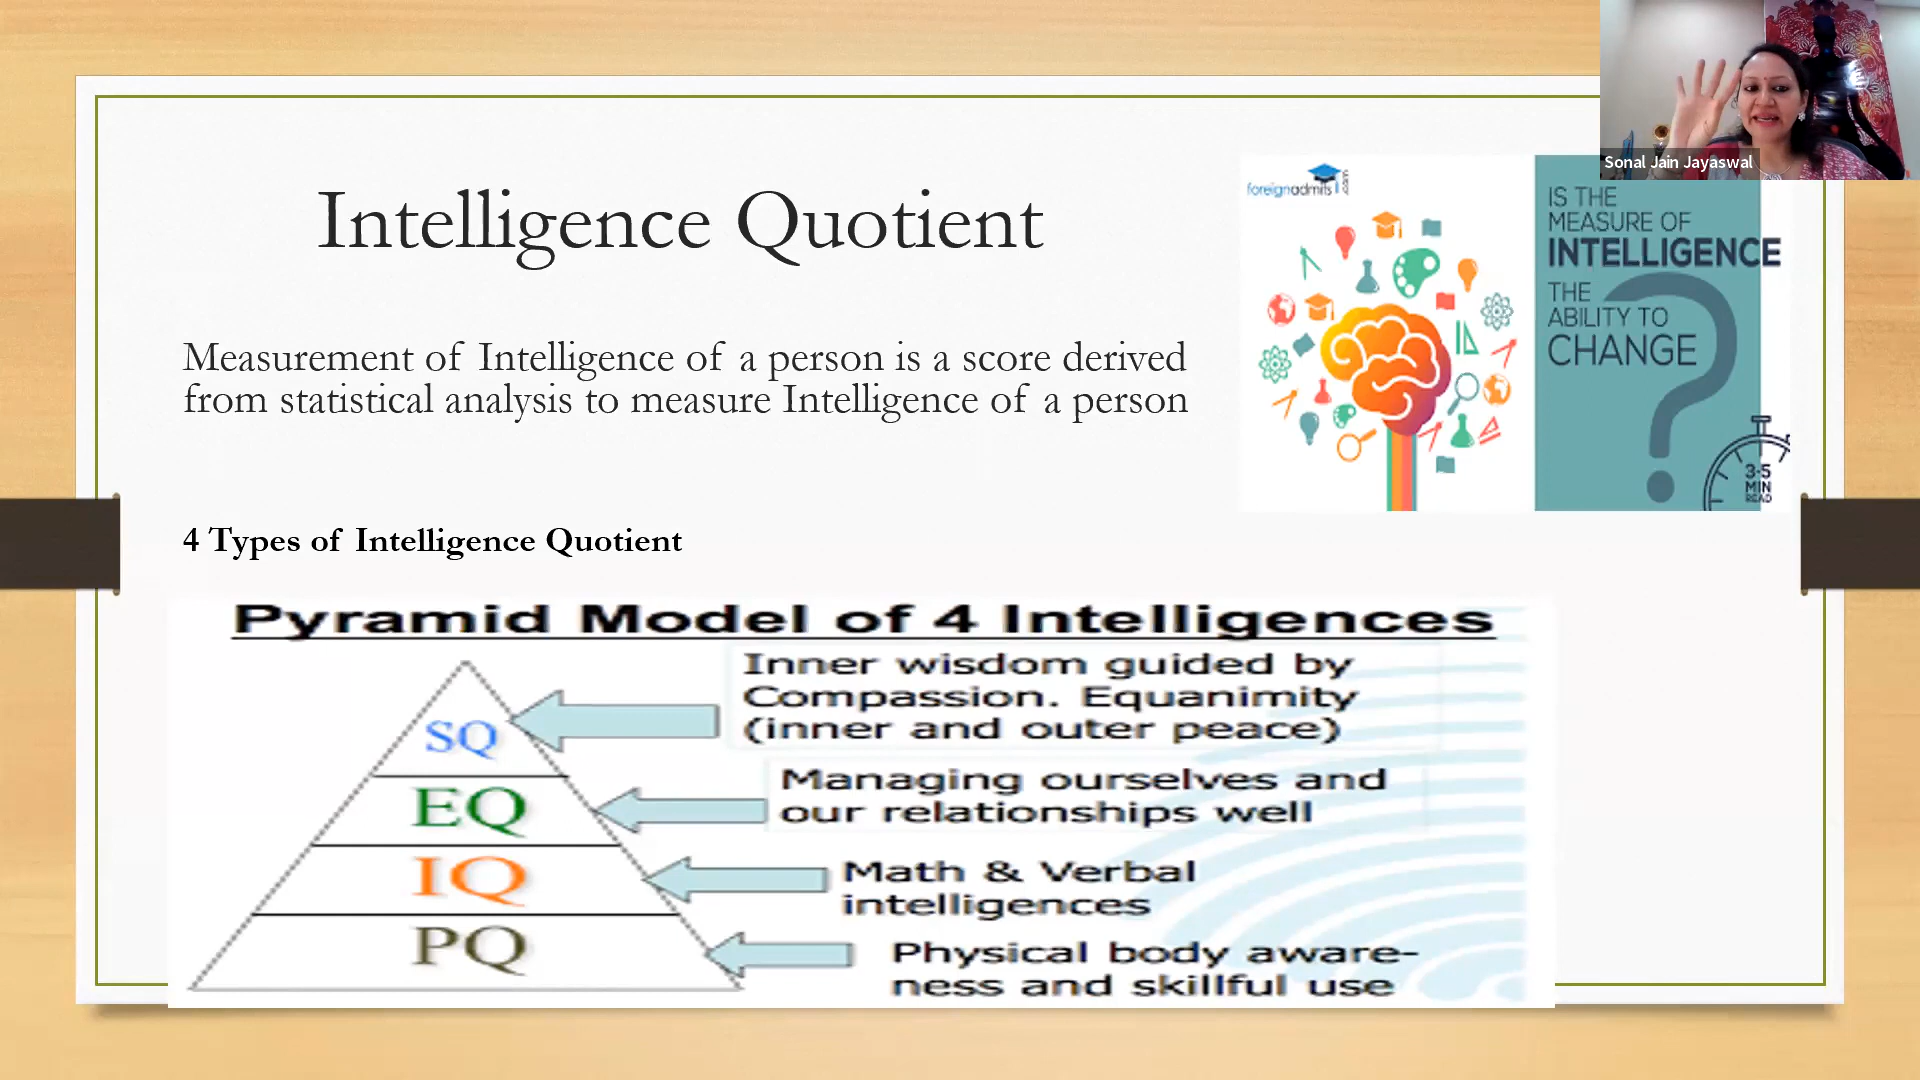 Sonal Jain Jayaswal
Intelligence Quotient
Measurement of Intelligence of a person is a score derived
from statistical analysis to measure Intelligence of a person
foreignadmits
.com
IS THE
MEASURE OF
INTELLIGENCE
THE
ABILITY TO
CHANGE
?
3-5
MIN
READ
4 Types of Intelligence Quotient
Pyramid Model of 4 Intelligences
SQ
Inner wisdom guided by
Compassion. Equanimity
(inner and outer peace)
EQ
Managing ourselves and
our relationships well
IQ
Math & Verbal
intelligences
PQ
Physical body aware-
ness and skillful use